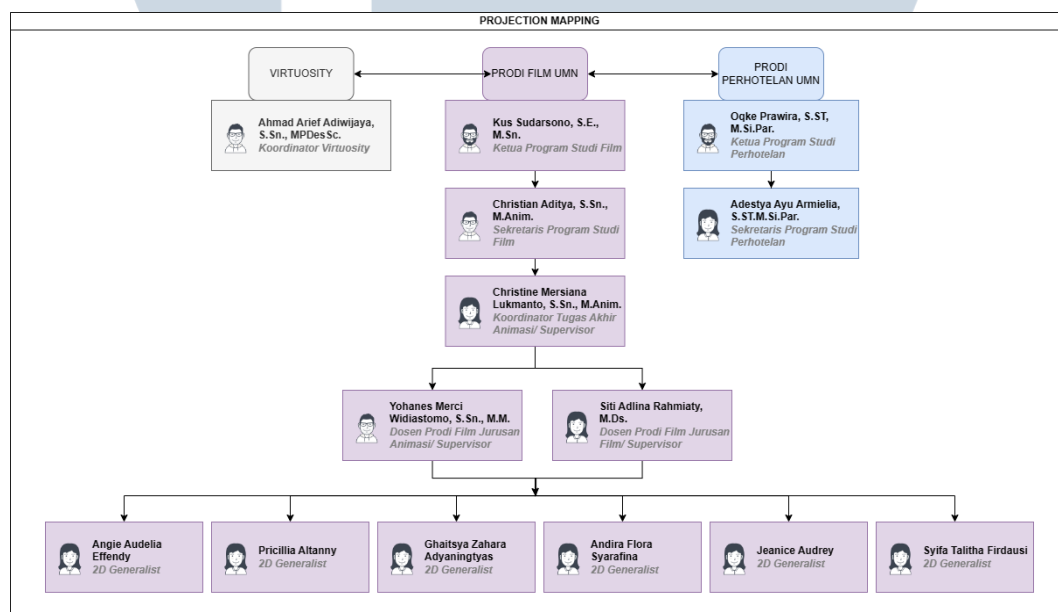 PROJECTION MAPPING
VIRTUOSITY
PRODI FILM UMN
PRODI
PERHOTELAN UMN
Ahmad Arief Adiwijaya,
S.Sn., MPDesSc.
Koordinator Virtuosity
Kus Sudarsono, S.E.,
M.Sn.
Ketua Program Studi Film
Oqke Prawira, S.ST,
M.Si.Par.
Ketua Program Studi
Perhotelan
Christian Aditya, S.Sn.,
M.Anim.
Sekretaris Program Studi
Film
Adestya Ayu Armielia,
S.ST.M.Si.Par.
Sekretaris Program Studi
Perhotelan
Christine Mersiana
Lukmanto, S.Sn., M.Anim.
Koordinator Tugas Akhir
Animasi/ Supervisor
Yohanes Merci
Widiastomo, S.Sn., M.M.
Dosen Prodi Film Jurusan
Animasi/ Supervisor
Siti Adlina Rahmiaty,
M.Ds.
Dosen Prodi Film Jurusan
Film/ Supervisor
Angie Audelia
Effendy
2D Generalist
Pricillia Altanny
2D Generalist
Ghaitsya Zahara
Adyaningtyas
2D Generalist
Andira Flora
Syarafina
2D Generalist
Jeanice Audrey
2D Generalist
Syifa Talitha Firdausi
2D Generalist